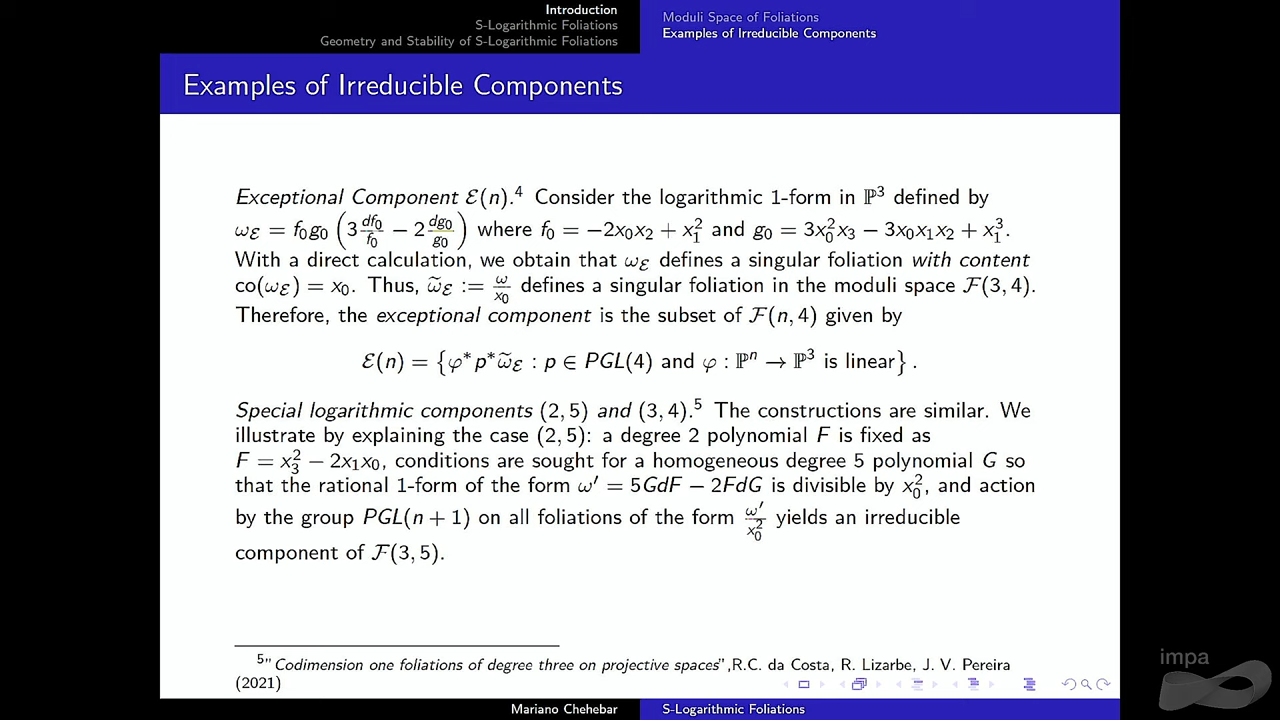 Introduction
S-Logarithmic Foliations
Geometry and Stability of S-Logarithmic Foliations
Moduli Space of Foliations
Examples of Irreducible Components
Examples of Irreducible Components
Exceptional Component ℰ(n).⁴ Consider the logarithmic 1-form in ℙ³ defined by
ω_ℰ = f₀g₀ (3 df₀/f₀ − 2 dg₀/g₀) where f₀ = −2x₀x₂ + x₁² and g₀ = 3x₀²x₃ − 3x₀x₁x₂ + x₁³.
With a direct calculation, we obtain that ω_ℰ defines a singular foliation with content
co(ω_ℰ) = x₀. Thus, ω̃_ℰ := ω/x₀ defines a singular foliation in the moduli space ℱ(3, 4).
Therefore, the exceptional component is the subset of ℱ(n, 4) given by
ℰ(n) = {φ*p*ω̃_ℰ : p ∈ PGL(4) and φ : ℙⁿ → ℙ³ is linear} .
Special logarithmic components (2, 5) and (3, 4).⁵ The constructions are similar. We
illustrate by explaining the case (2, 5): a degree 2 polynomial F is fixed as
F = x₃² − 2x₁x₀, conditions are sought for a homogeneous degree 5 polynomial G so
that the rational 1-form of the form ω′ = 5GdF − 2FdG is divisible by x₀², and action
by the group PGL(n + 1) on all foliations of the form ω′/x₀² yields an irreducible
component of ℱ(3, 5).
⁵"Codimension one foliations of degree three on projective spaces",R.C. da Costa, R. Lizarbe, J. V. Pereira
(2021)
impa
Mariano Chehebar
S-Logarithmic Foliations